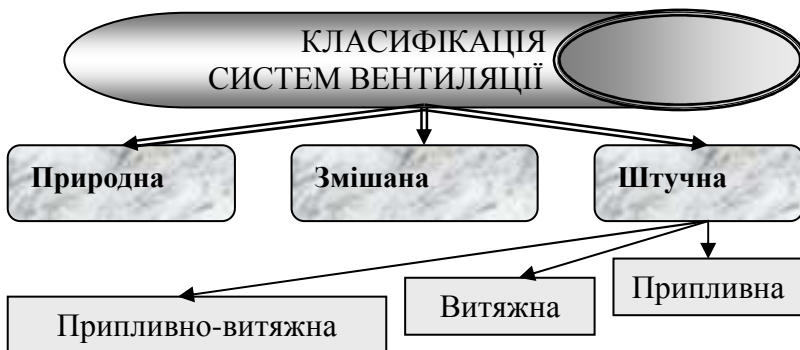 КЛАСИФІКАЦІЯ
СИСТЕМ ВЕНТИЛЯЦІЇ
Природна
Змішана
Штучна
Припливно-витяжна
Витяжна
Припливна